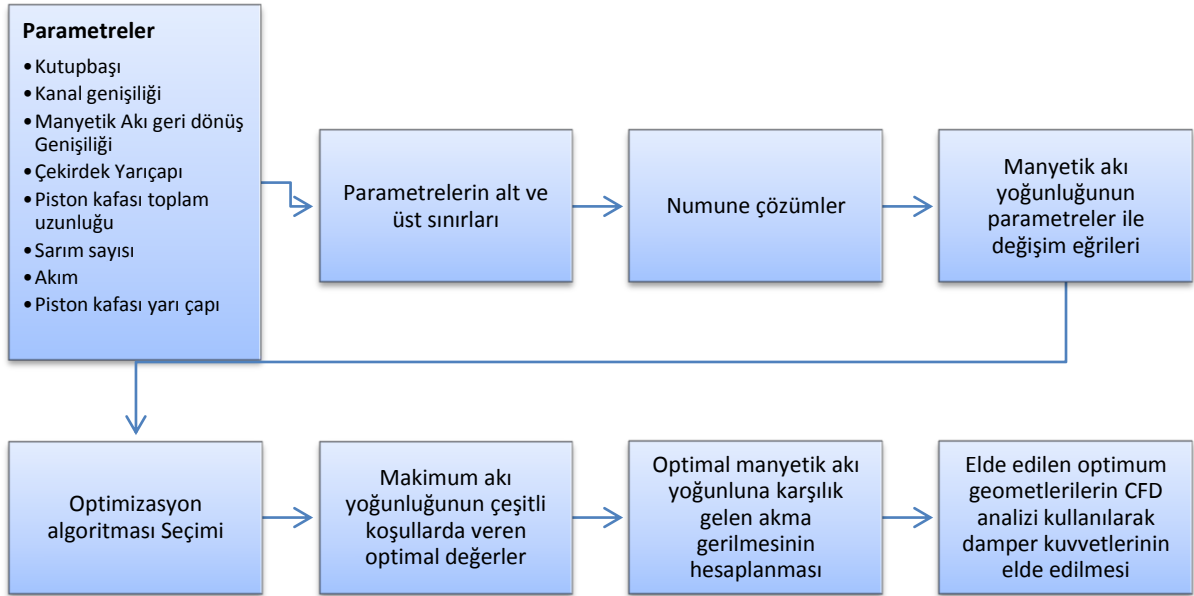 Parametreler
•Kutupbaşı
•Kanal genişiliği
•Manyetik Akı geri dönüş
Genişiliği
•Çekirdek Yarıçapı
•Piston kafası toplam
uzunluğu
•Sarım sayısı
•Akım
•Piston kafası yarı çapı
Parametrelerin alt ve
üst sınırları
Numune çözümler
Manyetik akı
yoğunluğunun
parametreler ile
değişim eğrileri
Optimizasyon
algoritması Seçimi
Makimum akı
yoğunluğunun çeşitli
koşullarda veren
optimal değerler
Optimal manyetik akı
yoğunluna karşılık
gelen akma
gerilmesinin
hesaplanması
Elde edilen optimum
geometlerilerin CFD
analizi kullanılarak
damper kuvvetlerinin
elde edilmesi